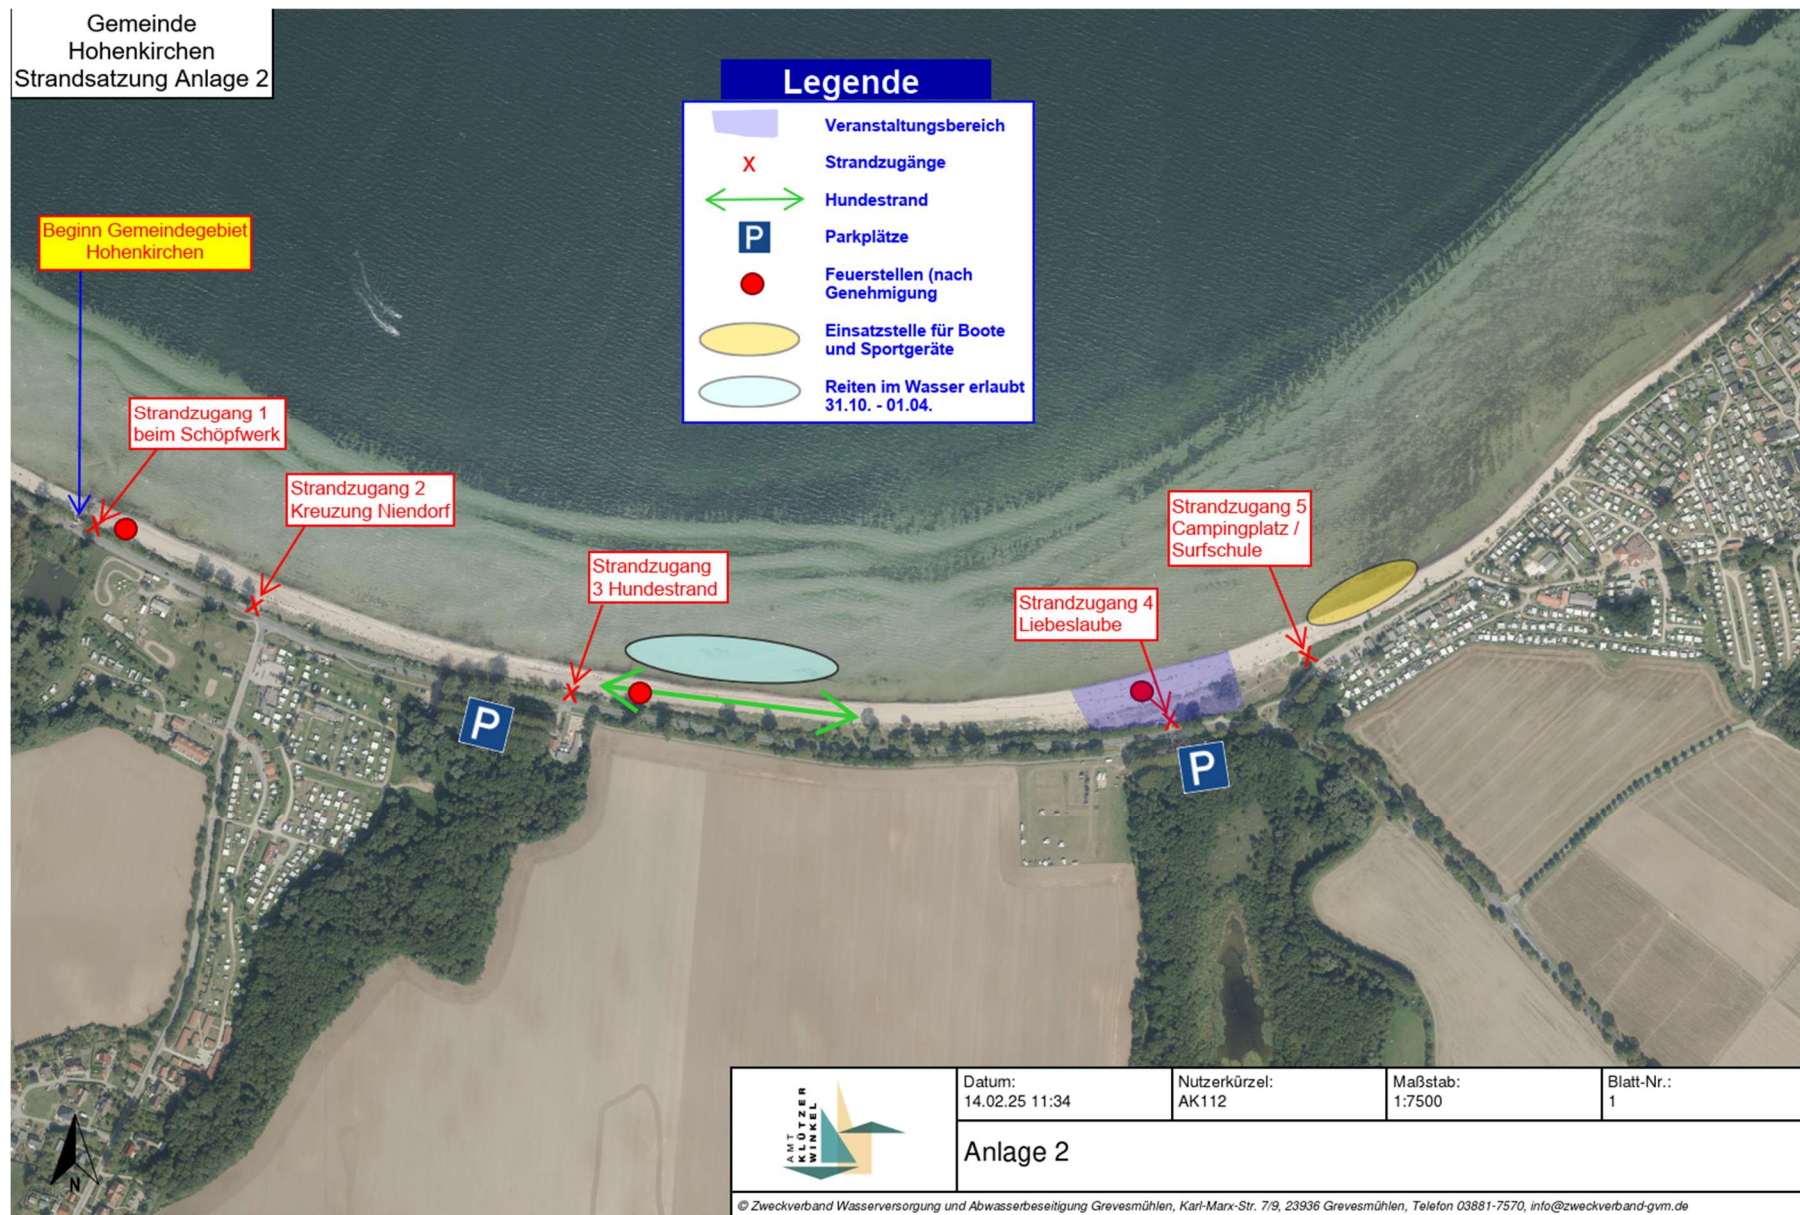 Gemeinde
Hohenkirchen
Strandsatzung Anlage 2
Legende
Veranstaltungsbereich
X
Strandzugänge
Hundestrand
P
Parkplätze
Feuerstellen (nach
Genehmigung
Einsatzstelle für Boote
und Sportgeräte
Reiten im Wasser erlaubt
31.10. - 01.04.
Beginn Gemeindegebiet
Hohenkirchen
Strandzugang 1
beim Schöpfwerk
Strandzugang 2
Kreuzung Niendorf
Strandzugang
3 Hundestrand
Strandzugang 4
Liebeslaube
Strandzugang 5
Campingplatz /
Surfschule
X
X
X
X
X
P
P
N
AMT
KLÜTZER
WINKEL
Datum:
14.02.25 11:34
Nutzerkürzel:
AK112
Maßstab:
1:7500
Blatt-Nr.:
1
Anlage 2
© Zweckverband Wasserversorgung und Abwasserbeseitigung Grevesmühlen, Karl-Marx-Str. 7/9, 23936 Grevesmühlen, Telefon 03881-7570, info@zweckverband-gvm.de